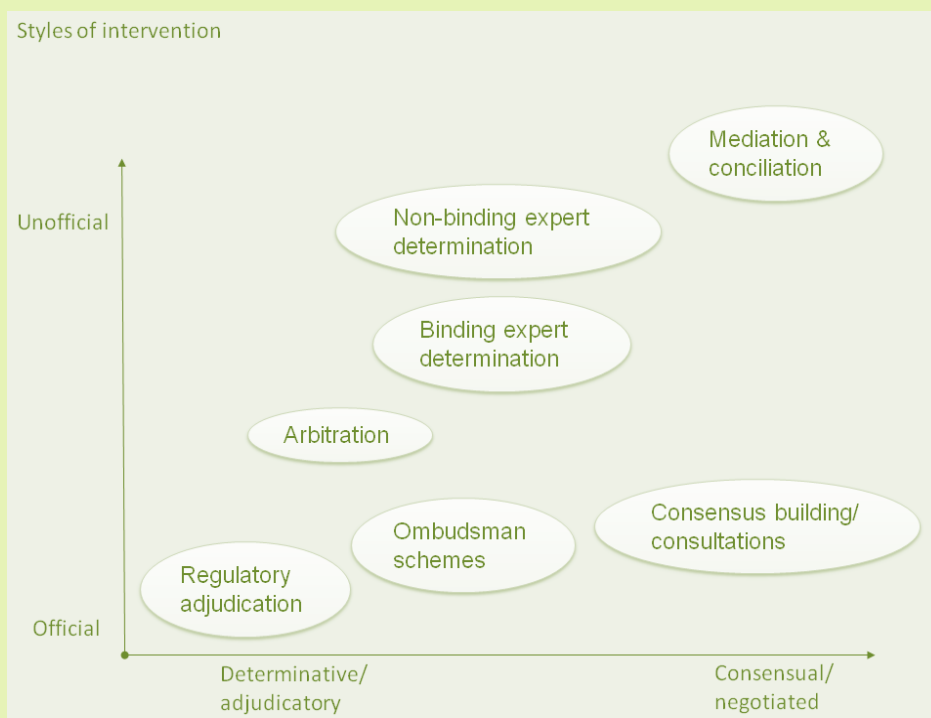 Styles of intervention
Mediation &
conciliation
Unofficial
Non-binding expert
determination
Binding expert
determination
Arbitration
Consensus building/
consultations
Ombudsman
schemes
Regulatory
adjudication
Official
Determinative/
adjudicatory
Consensual/
negotiated